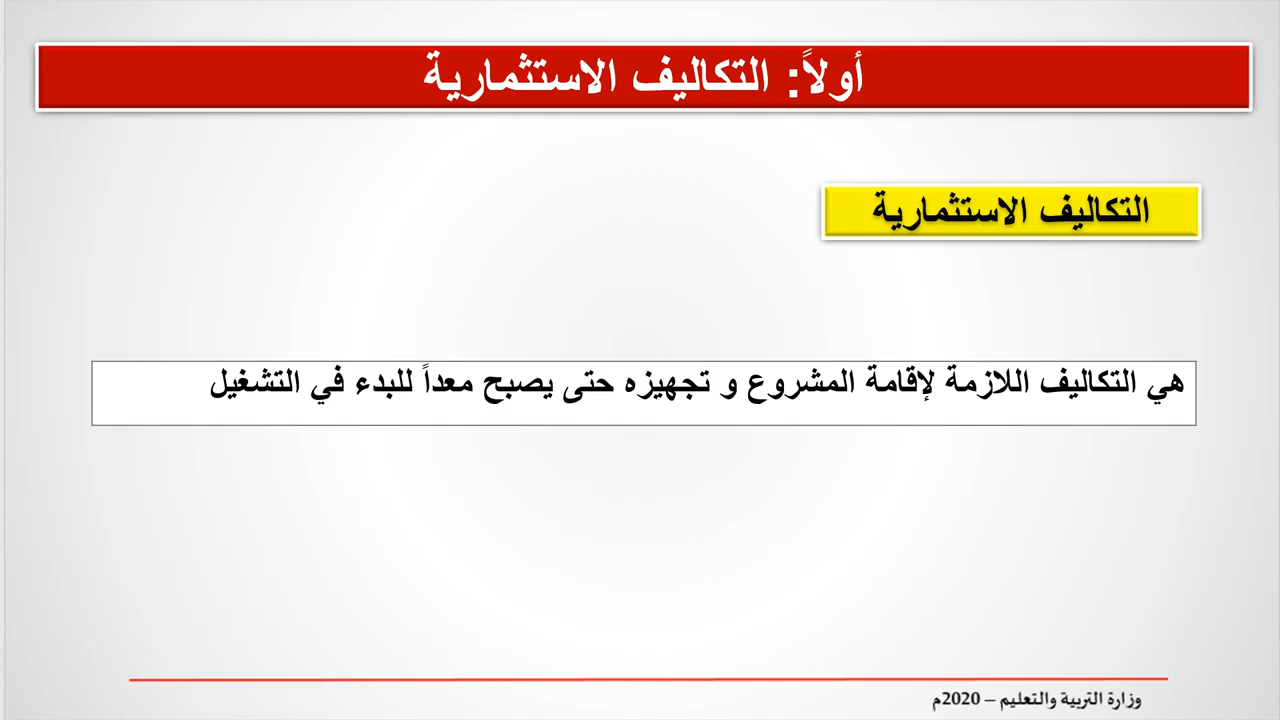 أولاً: التكاليف الاستثمارية
التكاليف الاستثمارية
هي التكاليف اللازمة لإقامة المشروع و تجهيزه حتى يصبح معداً للبدء في التشغيل
وزارة التربية والتعليم – 2020م